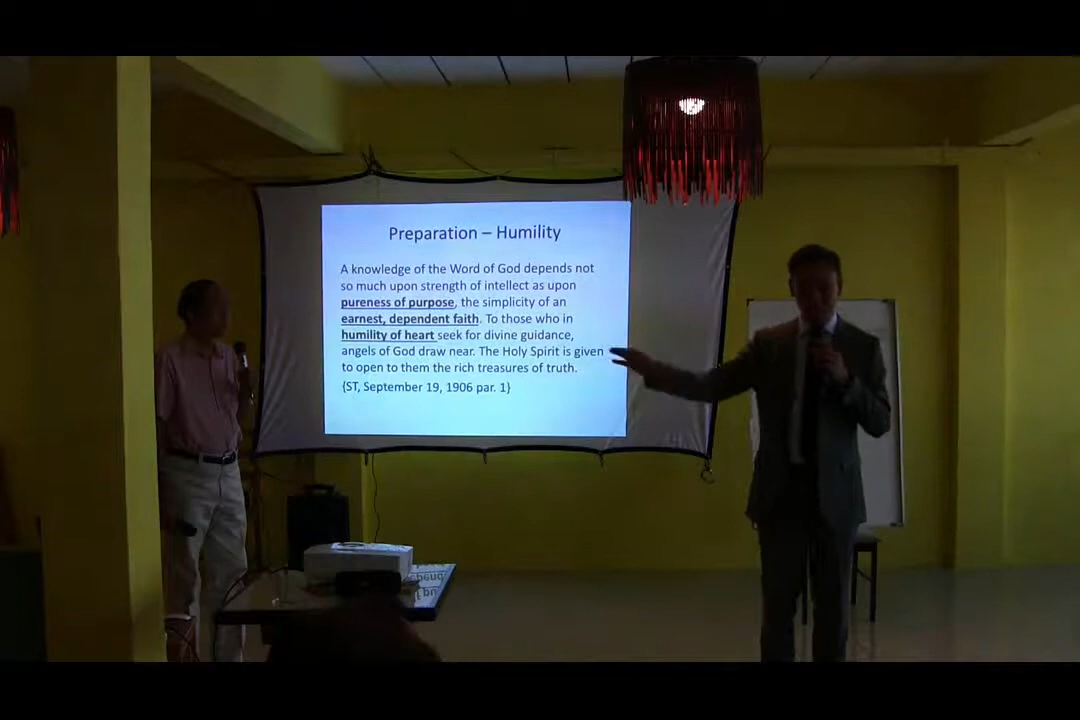 Preparation – Humility
A knowledge of the Word of God depends not
so much upon strength of intellect as upon
pureness of purpose, the simplicity of an
earnest, dependent faith. To those who in
humility of heart seek for divine guidance,
angels of God draw near. The Holy Spirit is given
to open to them the rich treasures of truth.
{ST, September 19, 1906 par. 1}